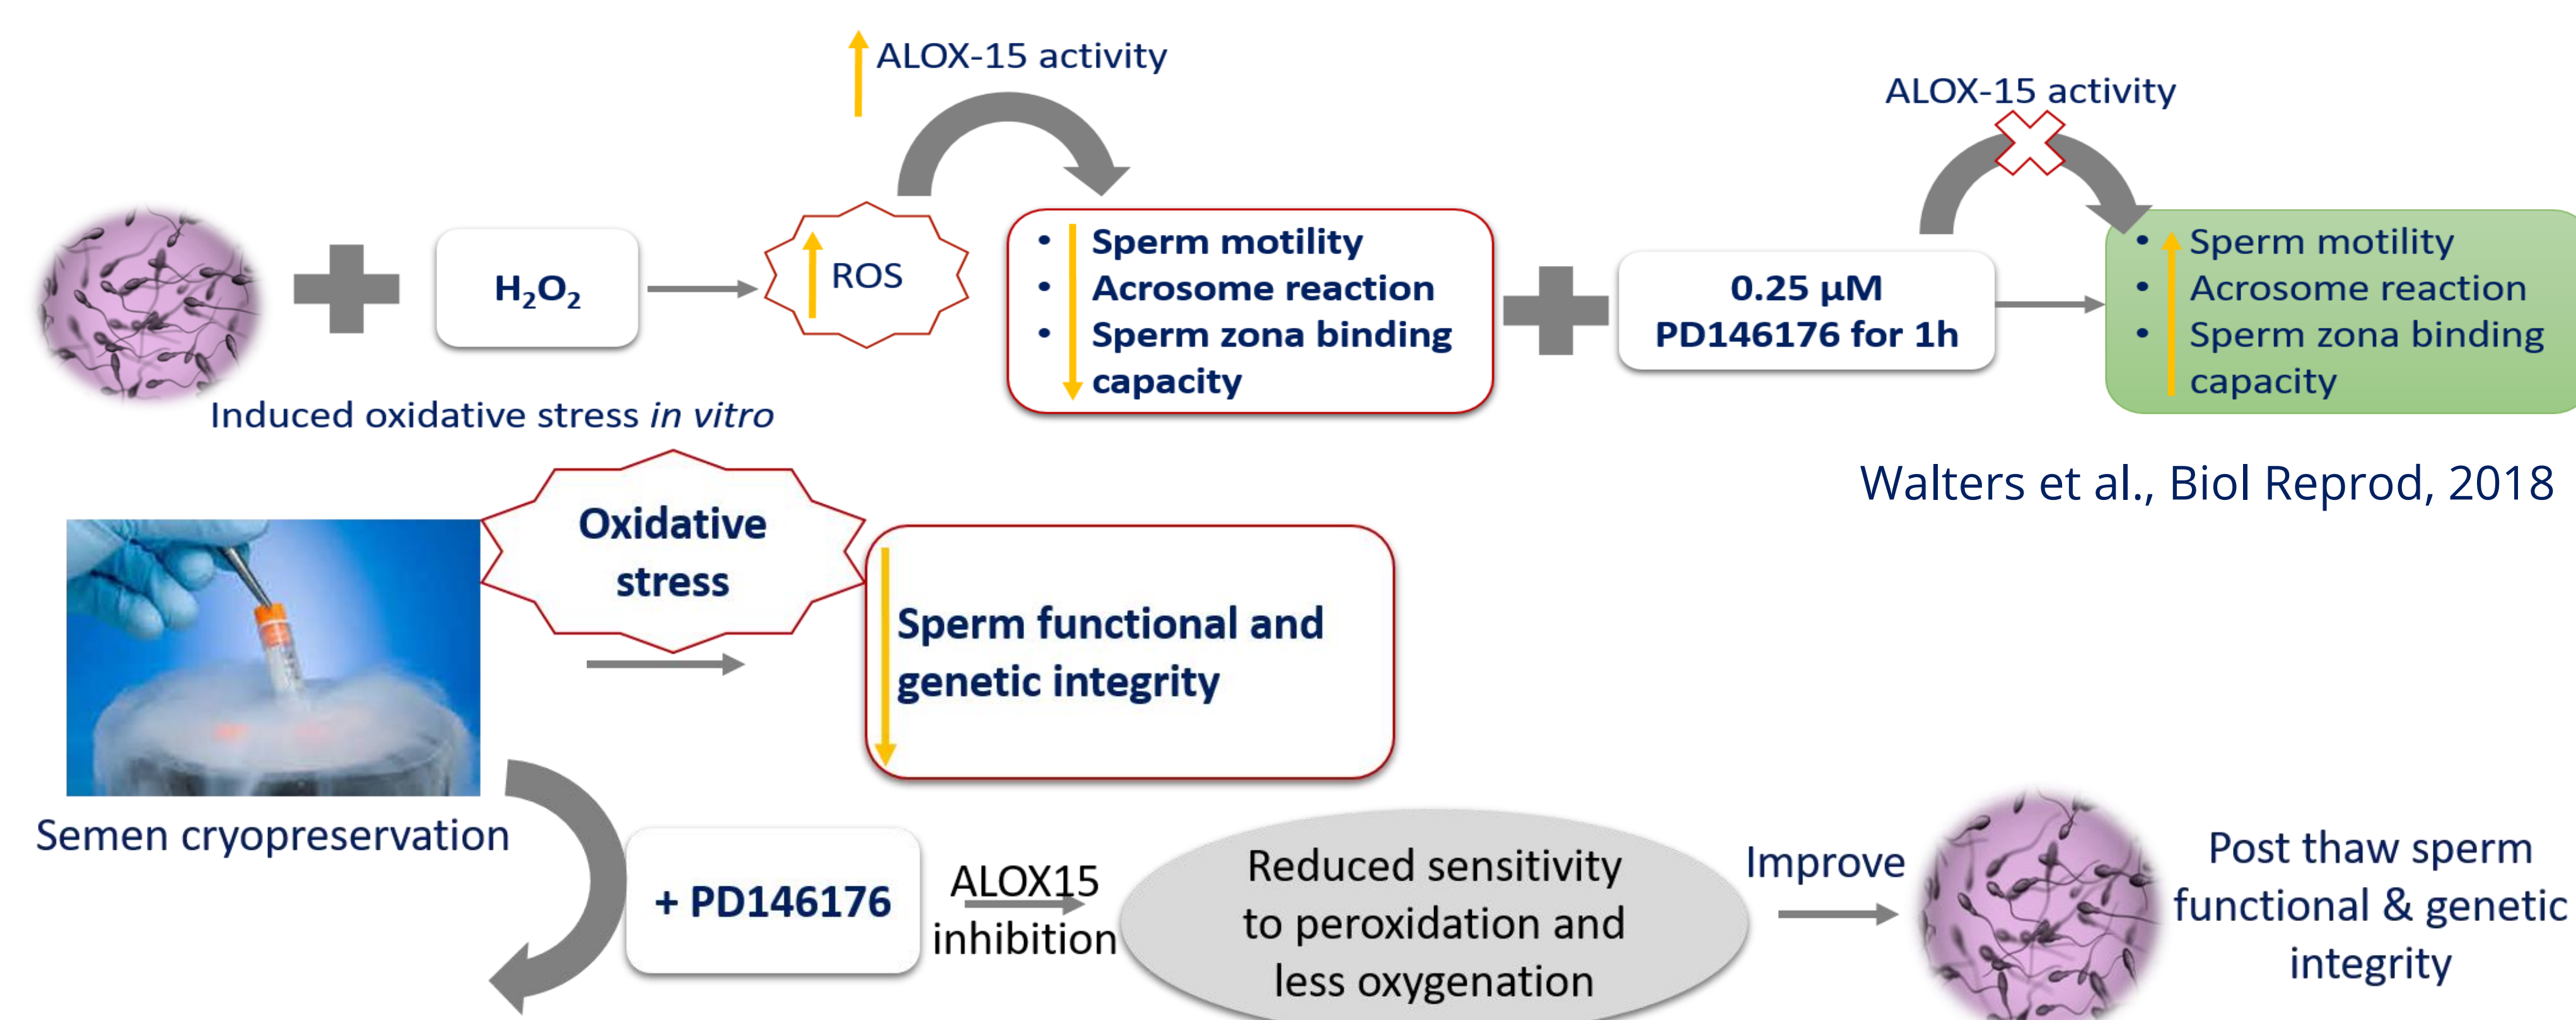 ALOX-15 activity
ALOX-15 activity
H₂O₂
ROS
• Sperm motility
• Acrosome reaction
• Sperm zona binding
capacity
0.25 µM
PD146176 for 1h
• Sperm motility
• Acrosome reaction
• Sperm zona binding
capacity
Induced oxidative stress in vitro
Walters et al., Biol Reprod, 2018
Oxidative
stress
Sperm functional and
genetic integrity
Semen cryopreservation
+ PD146176
ALOX15
inhibition
Reduced sensitivity
to peroxidation and
less oxygenation
Improve
Post thaw sperm
functional & genetic
integrity